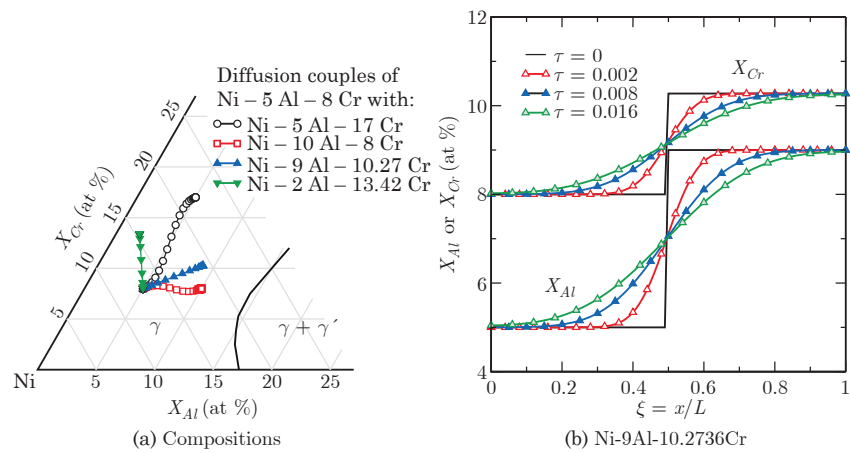 Diffusion couples of
Ni – 5 Al – 8 Cr with:
Ni – 5 Al – 17 Cr
Ni – 10 Al – 8 Cr
Ni – 9 Al – 10.27 Cr
Ni – 2 Al – 13.42 Cr
X_Cr (at %)
25
20
15
10
5
γ
γ + γ′
Ni
5
10
15
20
25
X_Al (at %)
(a) Compositions
X_Al or X_Cr (at %)
12
10
8
6
4
τ = 0
τ = 0.002
τ = 0.008
τ = 0.016
X_Cr
X_Al
0
0.2
0.4
0.6
0.8
1
ξ = x/L
(b) Ni-9Al-10.2736Cr